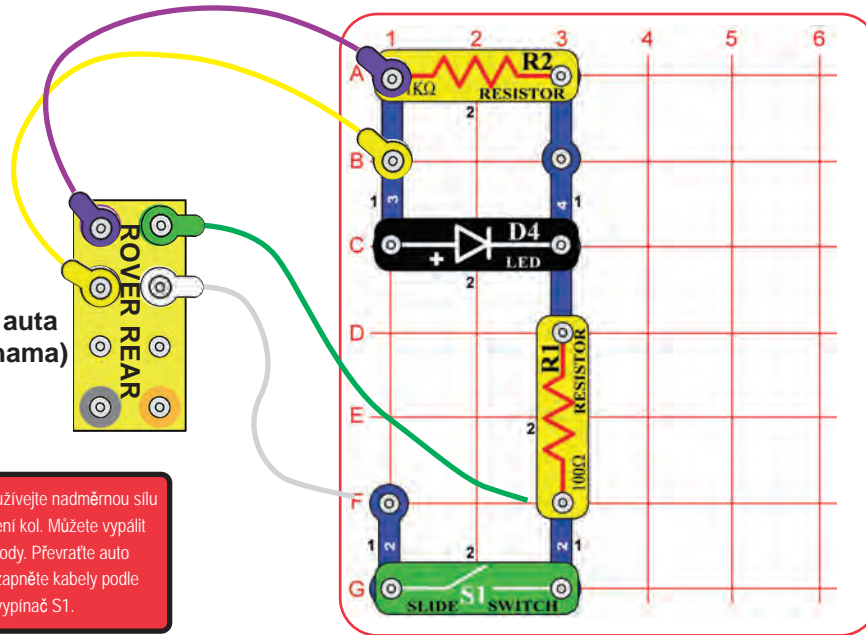 1 2 3 4 5 6
A
R2
1KΩ RESISTOR
2
B
1 3
4 1
C
D4
+ LED
2
ROVER REAR
auta
nama)
D
R1
RESISTOR
E
2
100Ω
užívejte nadměrnou sílu
ení kol. Můžete vypálit
ody. Převraťte auto
zapněte kabely podle
vypínač S1.
F
1 2
2
2 1
G
S1
SLIDE SWITCH